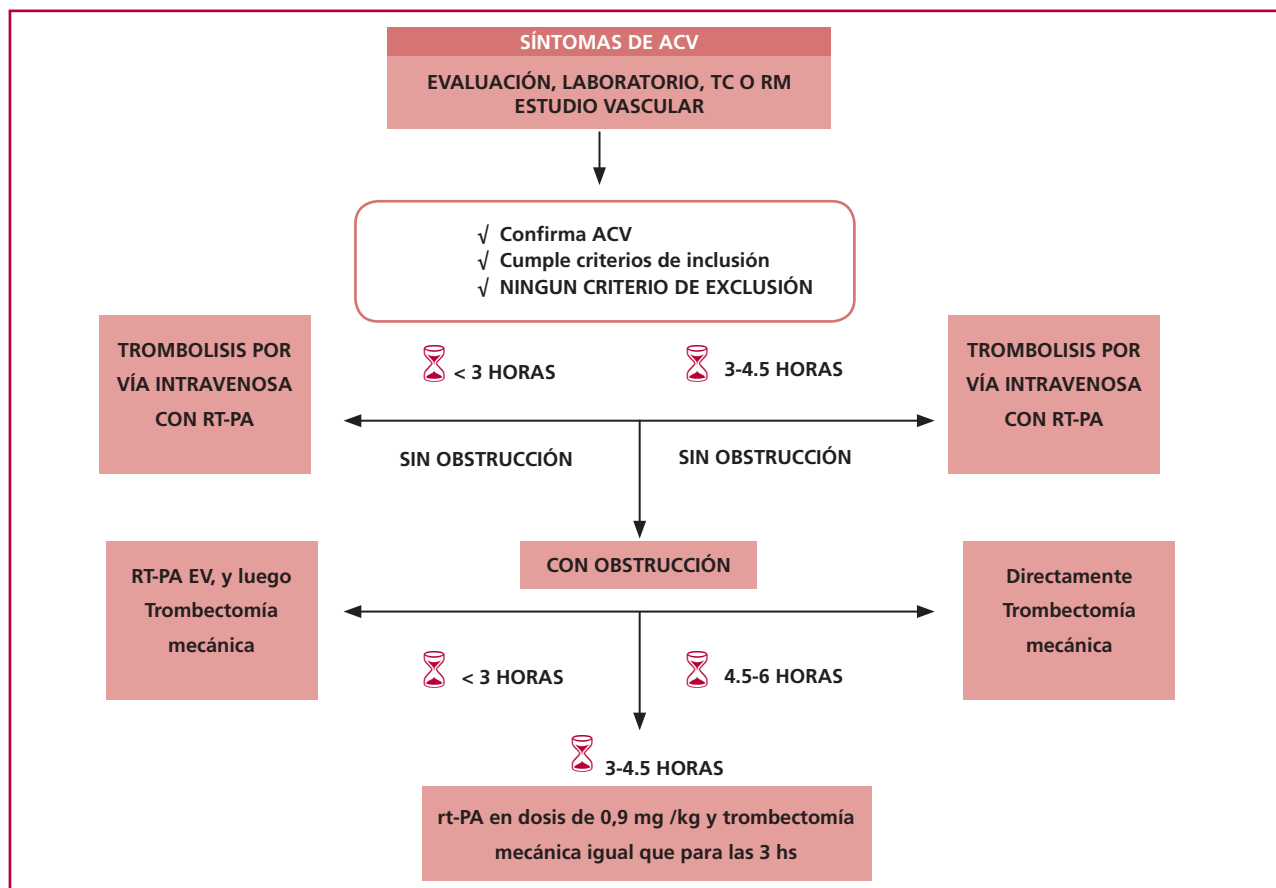 SÍNTOMAS DE ACV
EVALUACIÓN, LABORATORIO, TC O RM
ESTUDIO VASCULAR
√ Confirma ACV
√ Cumple criterios de inclusión
√ NINGUN CRITERIO DE EXCLUSIÓN
TROMBOLISIS POR
VÍA INTRAVENOSA
CON RT-PA
< 3 HORAS
3-4.5 HORAS
TROMBOLISIS POR
VÍA INTRAVENOSA
CON RT-PA
SIN OBSTRUCCIÓN
SIN OBSTRUCCIÓN
CON OBSTRUCCIÓN
RT-PA EV, y luego
Trombectomía
mecánica
Directamente
Trombectomía
mecánica
< 3 HORAS
4.5-6 HORAS
3-4.5 HORAS
rt-PA en dosis de 0,9 mg /kg y trombectomía
mecánica igual que para las 3 hs